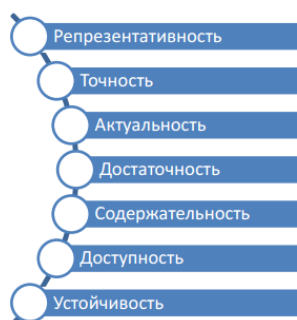 Репрезентативность
Точность
Актуальность
Достаточность
Содержательность
Доступность
Устойчивость